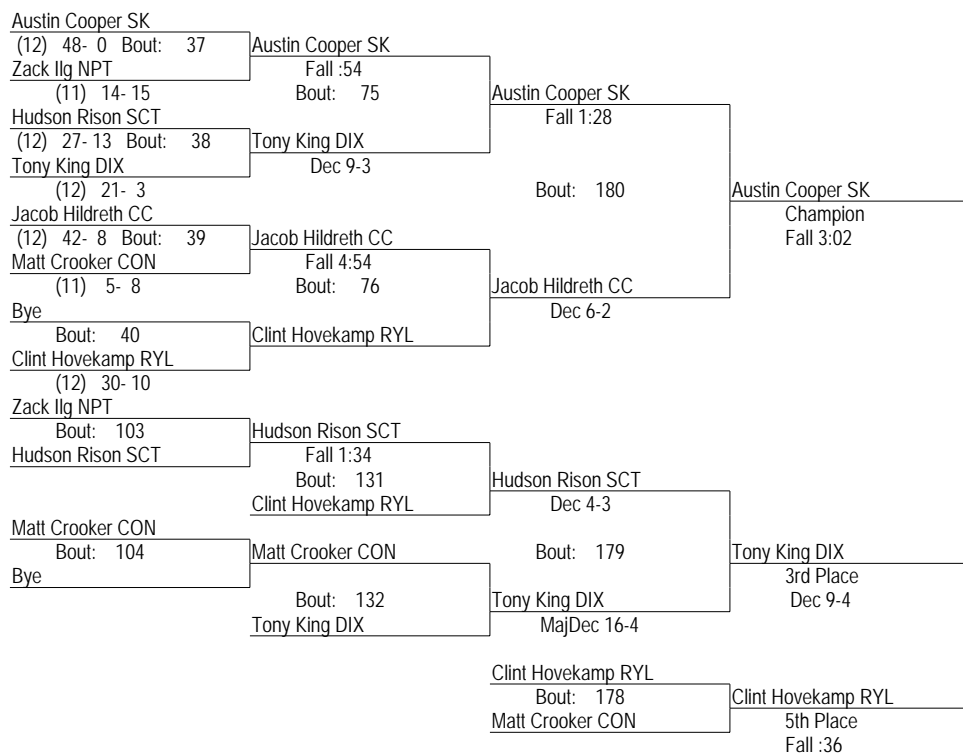 Austin Cooper SK
(12) 48- 0 Bout: 37
Austin Cooper SK
Zack Ilg NPT
Fall :54
(11) 14- 15
Bout: 75
Austin Cooper SK
Hudson Rison SCT
Fall 1:28
(12) 27- 13 Bout: 38
Tony King DIX
Tony King DIX
Dec 9-3
(12) 21- 3
Bout: 180
Austin Cooper SK
Jacob Hildreth CC
Champion
(12) 42- 8 Bout: 39
Jacob Hildreth CC
Fall 3:02
Matt Crooker CON
Fall 4:54
(11) 5- 8
Bout: 76
Jacob Hildreth CC
Bye
Dec 6-2
Bout: 40
Clint Hovekamp RYL
Clint Hovekamp RYL
(12) 30- 10
Zack Ilg NPT
Bout: 103
Hudson Rison SCT
Hudson Rison SCT
Fall 1:34
Bout: 131
Hudson Rison SCT
Clint Hovekamp RYL
Dec 4-3
Matt Crooker CON
Bout: 104
Matt Crooker CON
Bout: 179
Tony King DIX
Bye
3rd Place
Bout: 132
Tony King DIX
Dec 9-4
Tony King DIX
MajDec 16-4
Clint Hovekamp RYL
Bout: 178
Clint Hovekamp RYL
Matt Crooker CON
5th Place
Fall :36